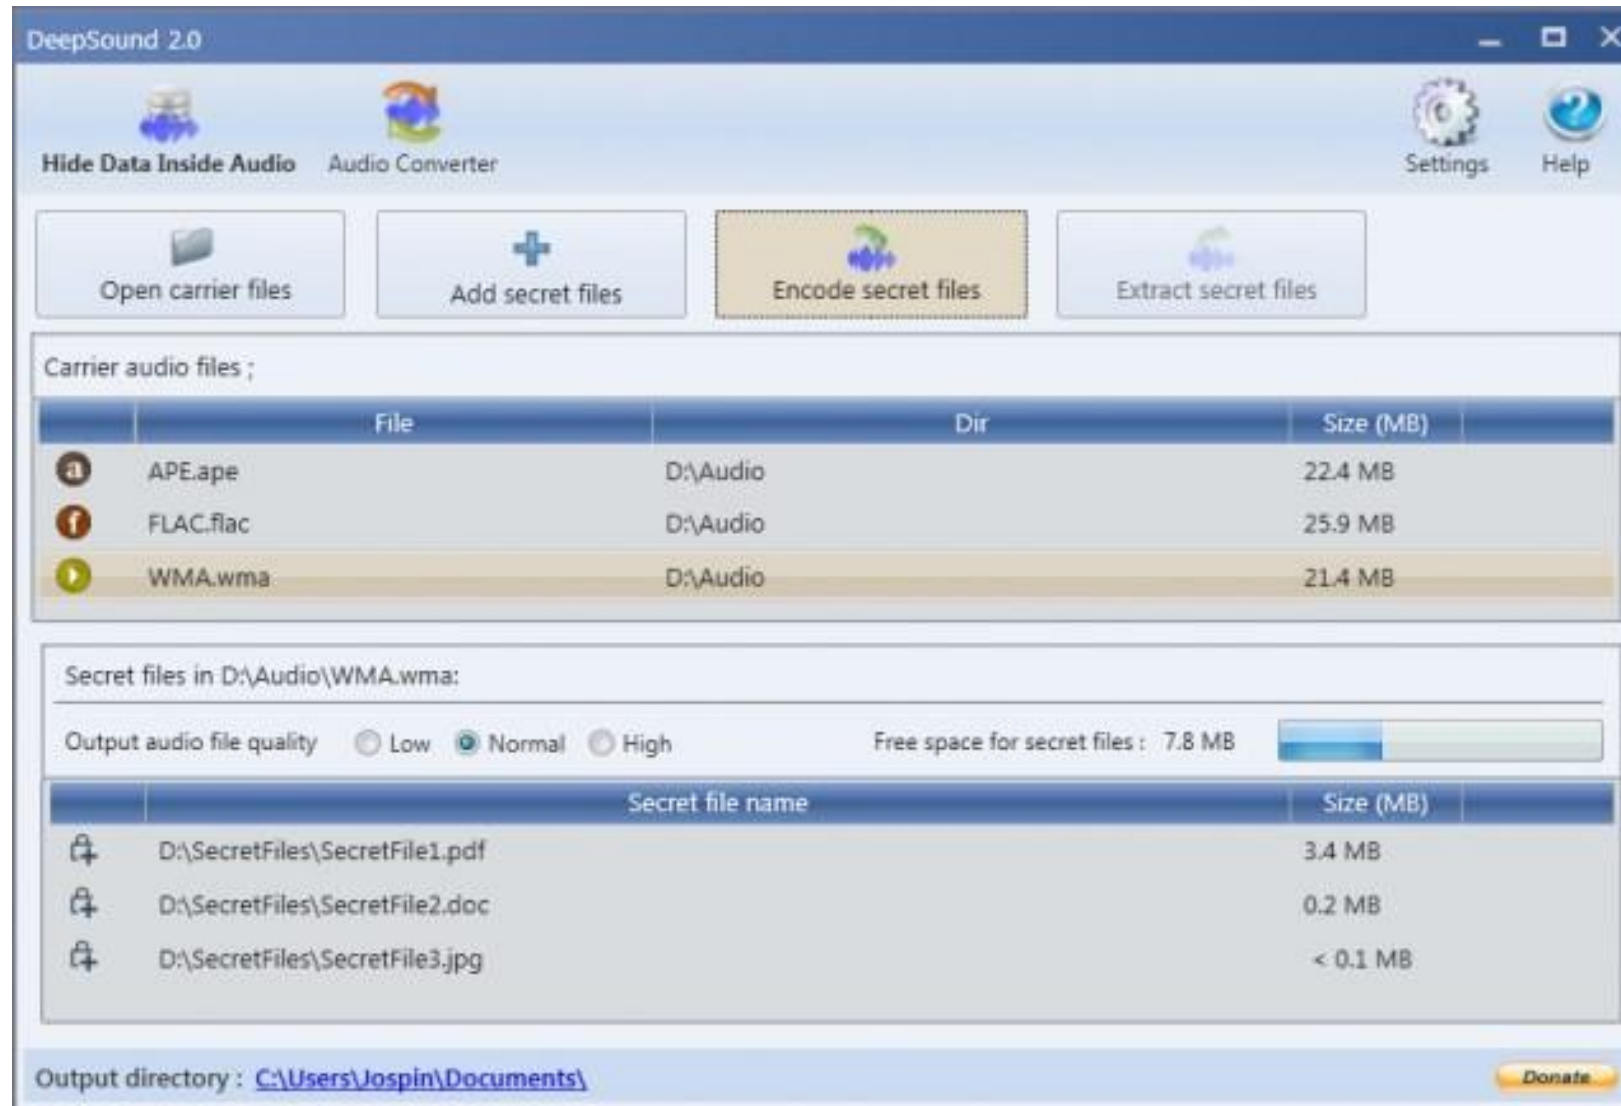 DeepSound 2.0
Hide Data Inside Audio Audio Converter Settings Help
Open carrier files Add secret files Encode secret files Extract secret files
Carrier audio files ;
File Dir Size (MB)
APE.ape D:\Audio 22.4 MB
FLAC.flac D:\Audio 25.9 MB
WMA.wma D:\Audio 21.4 MB
Secret files in D:\Audio\WMA.wma:
Output audio file quality Low Normal High Free space for secret files : 7.8 MB
Secret file name Size (MB)
D:\SecretFiles\SecretFile1.pdf 3.4 MB
D:\SecretFiles\SecretFile2.doc 0.2 MB
D:\SecretFiles\SecretFile3.jpg < 0.1 MB
Output directory : C:\Users\Jospin\Documents\ Donate